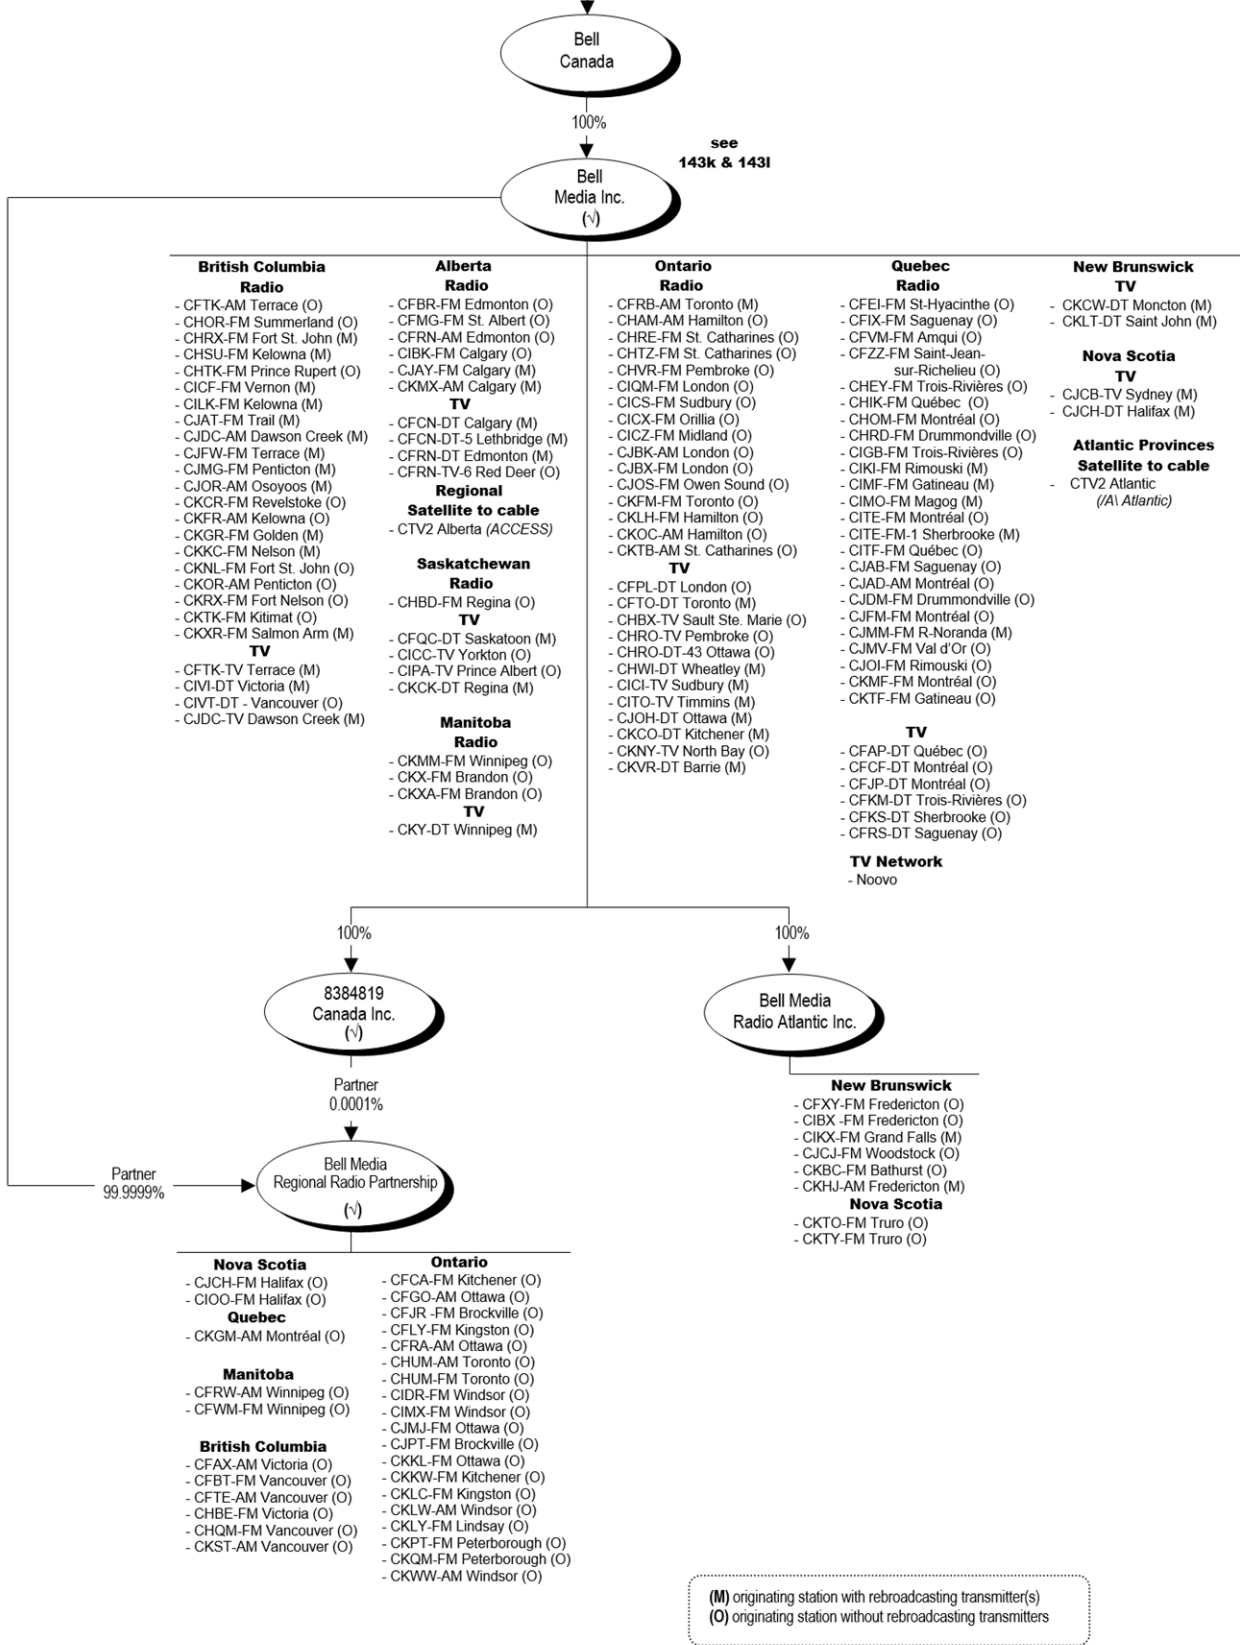 Bell
Canada
100%
see
143k & 143l
Bell
Media Inc.
(√)
British Columbia
Radio
- CFTK-AM Terrace (O)
- CHOR-FM Summerland (O)
- CHRX-FM Fort St. John (M)
- CHSU-FM Kelowna (M)
- CHTK-FM Prince Rupert (O)
- CICF-FM Vernon (M)
- CILK-FM Kelowna (M)
- CJAT-FM Trail (M)
- CJDC-AM Dawson Creek (M)
- CJFW-FM Terrace (M)
- CJMG-FM Penticton (M)
- CJOR-AM Osoyoos (M)
- CKCR-FM Revelstoke (O)
- CKFR-AM Kelowna (O)
- CKGR-FM Golden (M)
- CKKC-FM Nelson (M)
- CKNL-FM Fort St. John (O)
- CKOR-AM Penticton (O)
- CKRX-FM Fort Nelson (O)
- CKTK-FM Kitimat (O)
- CKXR-FM Salmon Arm (M)
TV
- CFTK-TV Terrace (M)
- CIVI-DT Victoria (M)
- CIVT-DT - Vancouver (O)
- CJDC-TV Dawson Creek (M)
Alberta
Radio
- CFBR-FM Edmonton (O)
- CFMG-FM St. Albert (O)
- CFRN-AM Edmonton (O)
- CIBK-FM Calgary (O)
- CJAY-FM Calgary (M)
- CKMX-AM Calgary (M)
TV
- CFCN-DT Calgary (M)
- CFCN-DT-5 Lethbridge (M)
- CFRN-DT Edmonton (M)
- CFRN-TV-6 Red Deer (O)
Regional
Satellite to cable
- CTV2 Alberta (ACCESS)
Saskatchewan
Radio
- CHBD-FM Regina (O)
TV
- CFQC-DT Saskatoon (M)
- CICC-TV Yorkton (O)
- CIPA-TV Prince Albert (O)
- CKCK-DT Regina (M)
Manitoba
Radio
- CKMM-FM Winnipeg (O)
- CKX-FM Brandon (O)
- CKXA-FM Brandon (O)
TV
- CKY-DT Winnipeg (M)
Ontario
Radio
- CFRB-AM Toronto (M)
- CHAM-AM Hamilton (O)
- CHRE-FM St. Catharines (O)
- CHTZ-FM St. Catharines (O)
- CHVR-FM Pembroke (O)
- CIQM-FM London (O)
- CICS-FM Sudbury (O)
- CICX-FM Orillia (O)
- CICZ-FM Midland (O)
- CJBK-AM London (O)
- CJBX-FM London (O)
- CJOS-FM Owen Sound (O)
- CKFM-FM Toronto (O)
- CKLH-FM Hamilton (O)
- CKOC-AM Hamilton (O)
- CKTB-AM St. Catharines (O)
TV
- CFPL-DT London (O)
- CFTO-DT Toronto (M)
- CHBX-TV Sault Ste. Marie (O)
- CHRO-TV Pembroke (O)
- CHRO-DT-43 Ottawa (O)
- CHWI-DT Wheatley (M)
- CICI-TV Sudbury (M)
- CITO-TV Timmins (M)
- CJOH-DT Ottawa (M)
- CKCO-DT Kitchener (M)
- CKNY-TV North Bay (O)
- CKVR-DT Barrie (M)
Quebec
Radio
- CFEI-FM St-Hyacinthe (O)
- CFIX-FM Saguenay (O)
- CFVM-FM Amqui (O)
- CFZZ-FM Saint-Jean-
sur-Richelieu (O)
- CHEY-FM Trois-Rivières (O)
- CHIK-FM Québec (O)
- CHOM-FM Montréal (O)
- CHRD-FM Drummondville (O)
- CIGB-FM Trois-Rivières (O)
- CIKI-FM Rimouski (M)
- CIMF-FM Gatineau (M)
- CIMO-FM Magog (M)
- CITE-FM Montréal (O)
- CITE-FM-1 Sherbrooke (M)
- CITF-FM Québec (O)
- CJAB-FM Saguenay (O)
- CJAD-AM Montréal (O)
- CJDM-FM Drummondville (O)
- CJFM-FM Montréal (O)
- CJMM-FM R-Noranda (M)
- CJMV-FM Val d'Or (O)
- CJOI-FM Rimouski (O)
- CKMF-FM Montréal (O)
- CKTF-FM Gatineau (O)
TV
- CFAP-DT Québec (O)
- CFCF-DT Montréal (O)
- CFJP-DT Montréal (O)
- CFKM-DT Trois-Rivières (O)
- CFKS-DT Sherbrooke (O)
- CFRS-DT Saguenay (O)
TV Network
- Noovo
New Brunswick
TV
- CKCW-DT Moncton (M)
- CKLT-DT Saint John (M)
Nova Scotia
TV
- CJCB-TV Sydney (M)
- CJCH-DT Halifax (M)
Atlantic Provinces
Satellite to cable
- CTV2 Atlantic
(/A\ Atlantic)
100%
8384819
Canada Inc.
(√)
Partner
0.0001%
100%
Bell Media
Radio Atlantic Inc.
New Brunswick
- CFXY-FM Fredericton (O)
- CIBX -FM Fredericton (O)
- CIKX-FM Grand Falls (M)
- CJCJ-FM Woodstock (O)
- CKBC-FM Bathurst (O)
- CKHJ-AM Fredericton (M)
Nova Scotia
- CKTO-FM Truro (O)
- CKTY-FM Truro (O)
Partner
99.9999%
Bell Media
Regional Radio Partnership
(√)
Nova Scotia
- CJCH-FM Halifax (O)
- CIOO-FM Halifax (O)
Quebec
- CKGM-AM Montréal (O)
Manitoba
- CFRW-AM Winnipeg (O)
- CFWM-FM Winnipeg (O)
British Columbia
- CFAX-AM Victoria (O)
- CFBT-FM Vancouver (O)
- CFTE-AM Vancouver (O)
- CHBE-FM Victoria (O)
- CHQM-FM Vancouver (O)
- CKST-AM Vancouver (O)
Ontario
- CFCA-FM Kitchener (O)
- CFGO-AM Ottawa (O)
- CFJR -FM Brockville (O)
- CFLY-FM Kingston (O)
- CFRA-AM Ottawa (O)
- CHUM-AM Toronto (O)
- CHUM-FM Toronto (O)
- CIDR-FM Windsor (O)
- CIMX-FM Windsor (O)
- CJMJ-FM Ottawa (O)
- CJPT-FM Brockville (O)
- CKKL-FM Ottawa (O)
- CKKW-FM Kitchener (O)
- CKLC-FM Kingston (O)
- CKLW-AM Windsor (O)
- CKLY-FM Lindsay (O)
- CKPT-FM Peterborough (O)
- CKQM-FM Peterborough (O)
- CKWW-AM Windsor (O)
(M) originating station with rebroadcasting transmitter(s)
(O) originating station without rebroadcasting transmitters